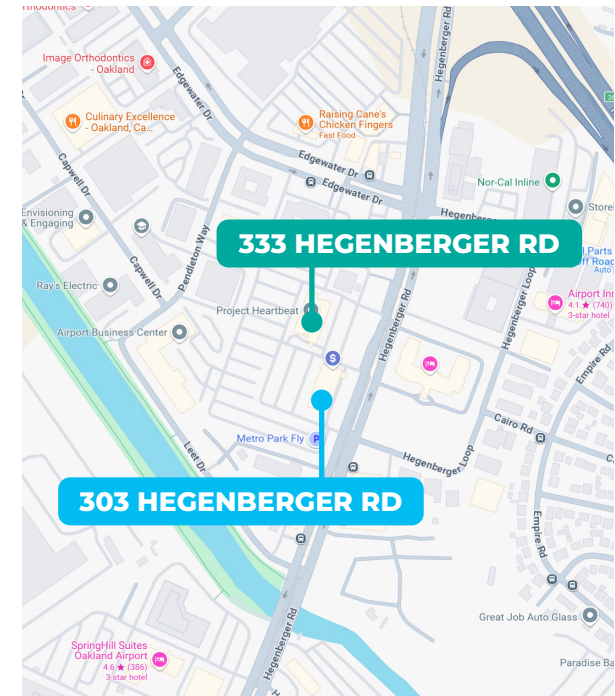 Image Orthodontics
- Oakland
Hegenberger Rd
Edgewater Dr
Culinary Excellence
- Oakland, Ca...
Raising Cane's
Chicken Fingers
Fast Food
Capwell Dr
Edgewater Dr
Edgewater Dr
Nor-Cal Inline
Envisioning
& Engaging
Pendleton Way
Capwell Dr
333 HEGENBERGER RD
Ray's Electric
Project Heartbeat
Hegenberger Rd
Hegenberger Loop
Airport Inn
4.1 ★ (740)
3-star hotel
Airport Business Center
Empire Rd
$
Metro Park Fly
P
Leet Dr
Cairo Rd
Hegenberger Loop
303 HEGENBERGER RD
Empire Rd
Great Job Auto Glass
Hegenberger Rd
SpringHill Suites
Oakland Airport
4.6 ★ (386)
3-star hotel
Paradise Ba